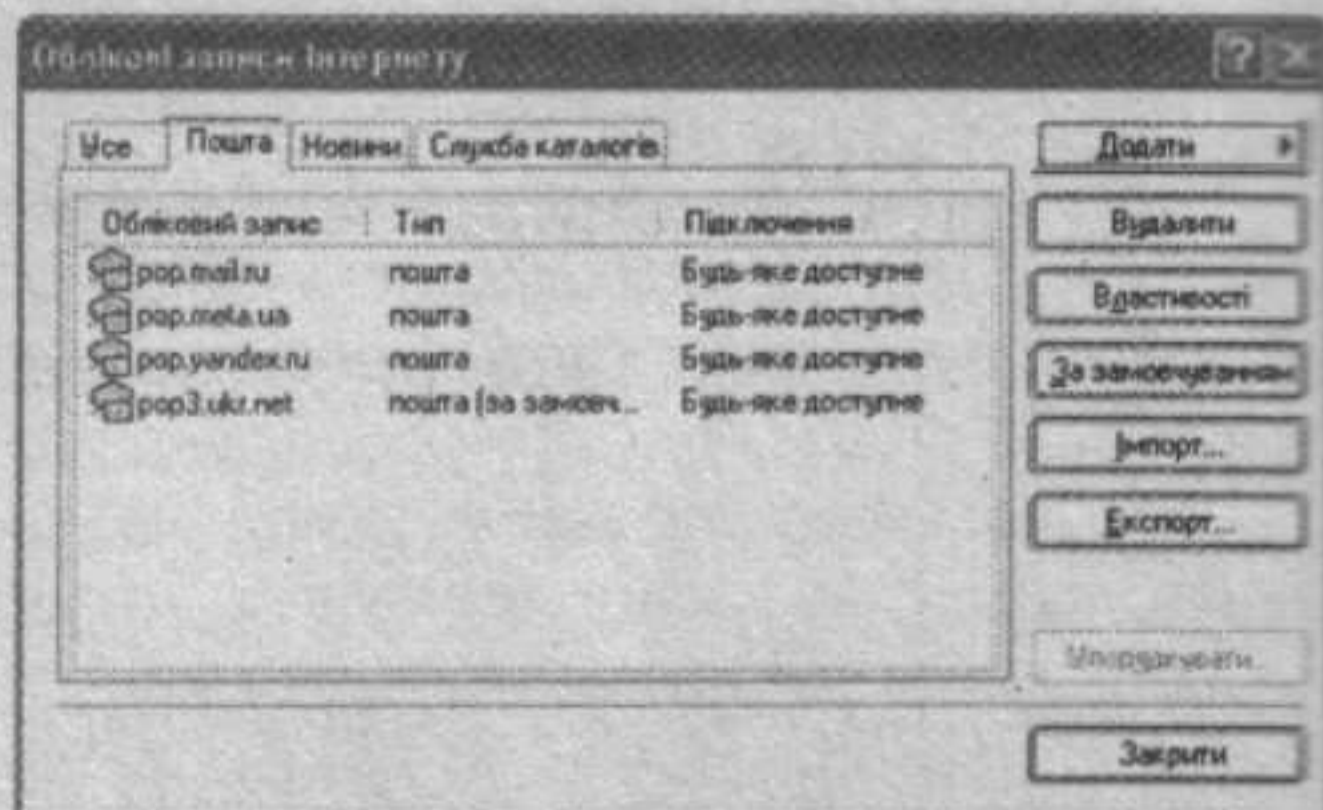 Облікові записи Інтернету
Усе Пошта Новини Служба каталогів
Обліковий запис Тип Підключення
pop.mail.ru пошта Будь-яке доступне
pop.meta.ua пошта Будь-яке доступне
pop.yandex.ru пошта Будь-яке доступне
pop3.ukr.net пошта (за замовч... Будь-яке доступне
Додати
Видалити
Властивості
За замовчуванням
Імпорт...
Експорт...
Упорядкувати...
Закрити